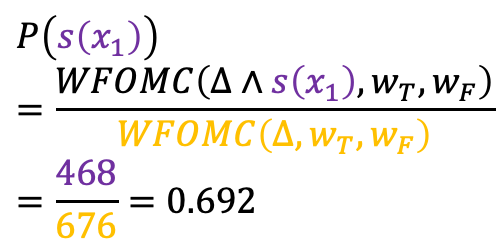 P(s(x₁))
= WFOMC(Δ ∧ s(x₁), w_T, w_F)
WFOMC(Δ, w_T, w_F)
= 468
676
= 0.692